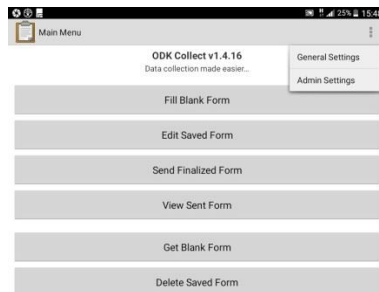 25% 15:48
Main Menu
ODK Collect v1.4.16
Data collection made easier...
General Settings
Admin Settings
Fill Blank Form
Edit Saved Form
Send Finalized Form
View Sent Form
Get Blank Form
Delete Saved Form